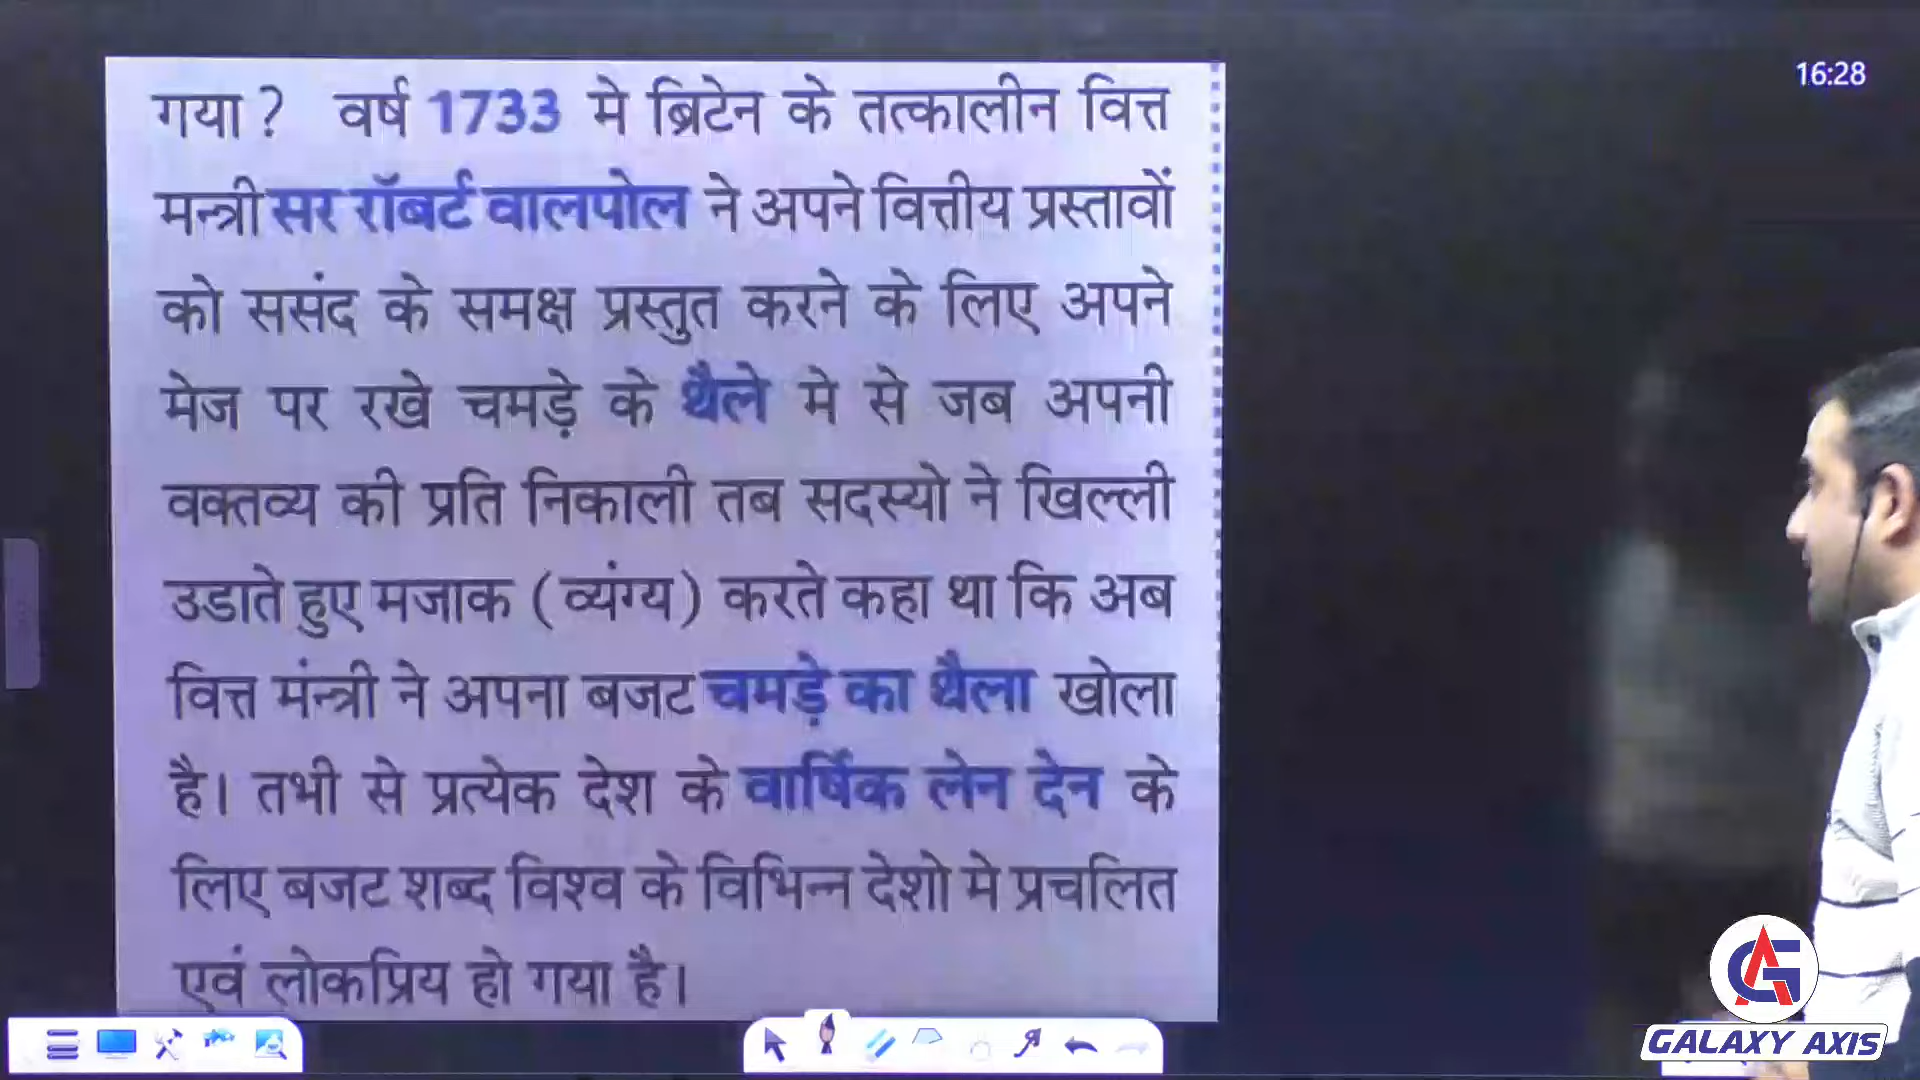 16:28
गया ? वर्ष 1733 मे ब्रिटेन के तत्कालीन वित्त
मन्त्री सर रॉबर्ट वालपोल ने अपने वित्तीय प्रस्तावों
को ससंद के समक्ष प्रस्तुत करने के लिए अपने
मेज पर रखे चमड़े के थैले मे से जब अपनी
वक्तव्य की प्रति निकाली तब सदस्यो ने खिल्ली
उडाते हुए मजाक ( व्यंग्य ) करते कहा था कि अब
वित्त मंन्त्री ने अपना बजट चमड़े का थैला खोला
है। तभी से प्रत्येक देश के वार्षिक लेन देन के
लिए बजट शब्द विश्व के विभिन्न देशो मे प्रचलित
एवं लोकप्रिय हो गया है।
GALAXY AXIS